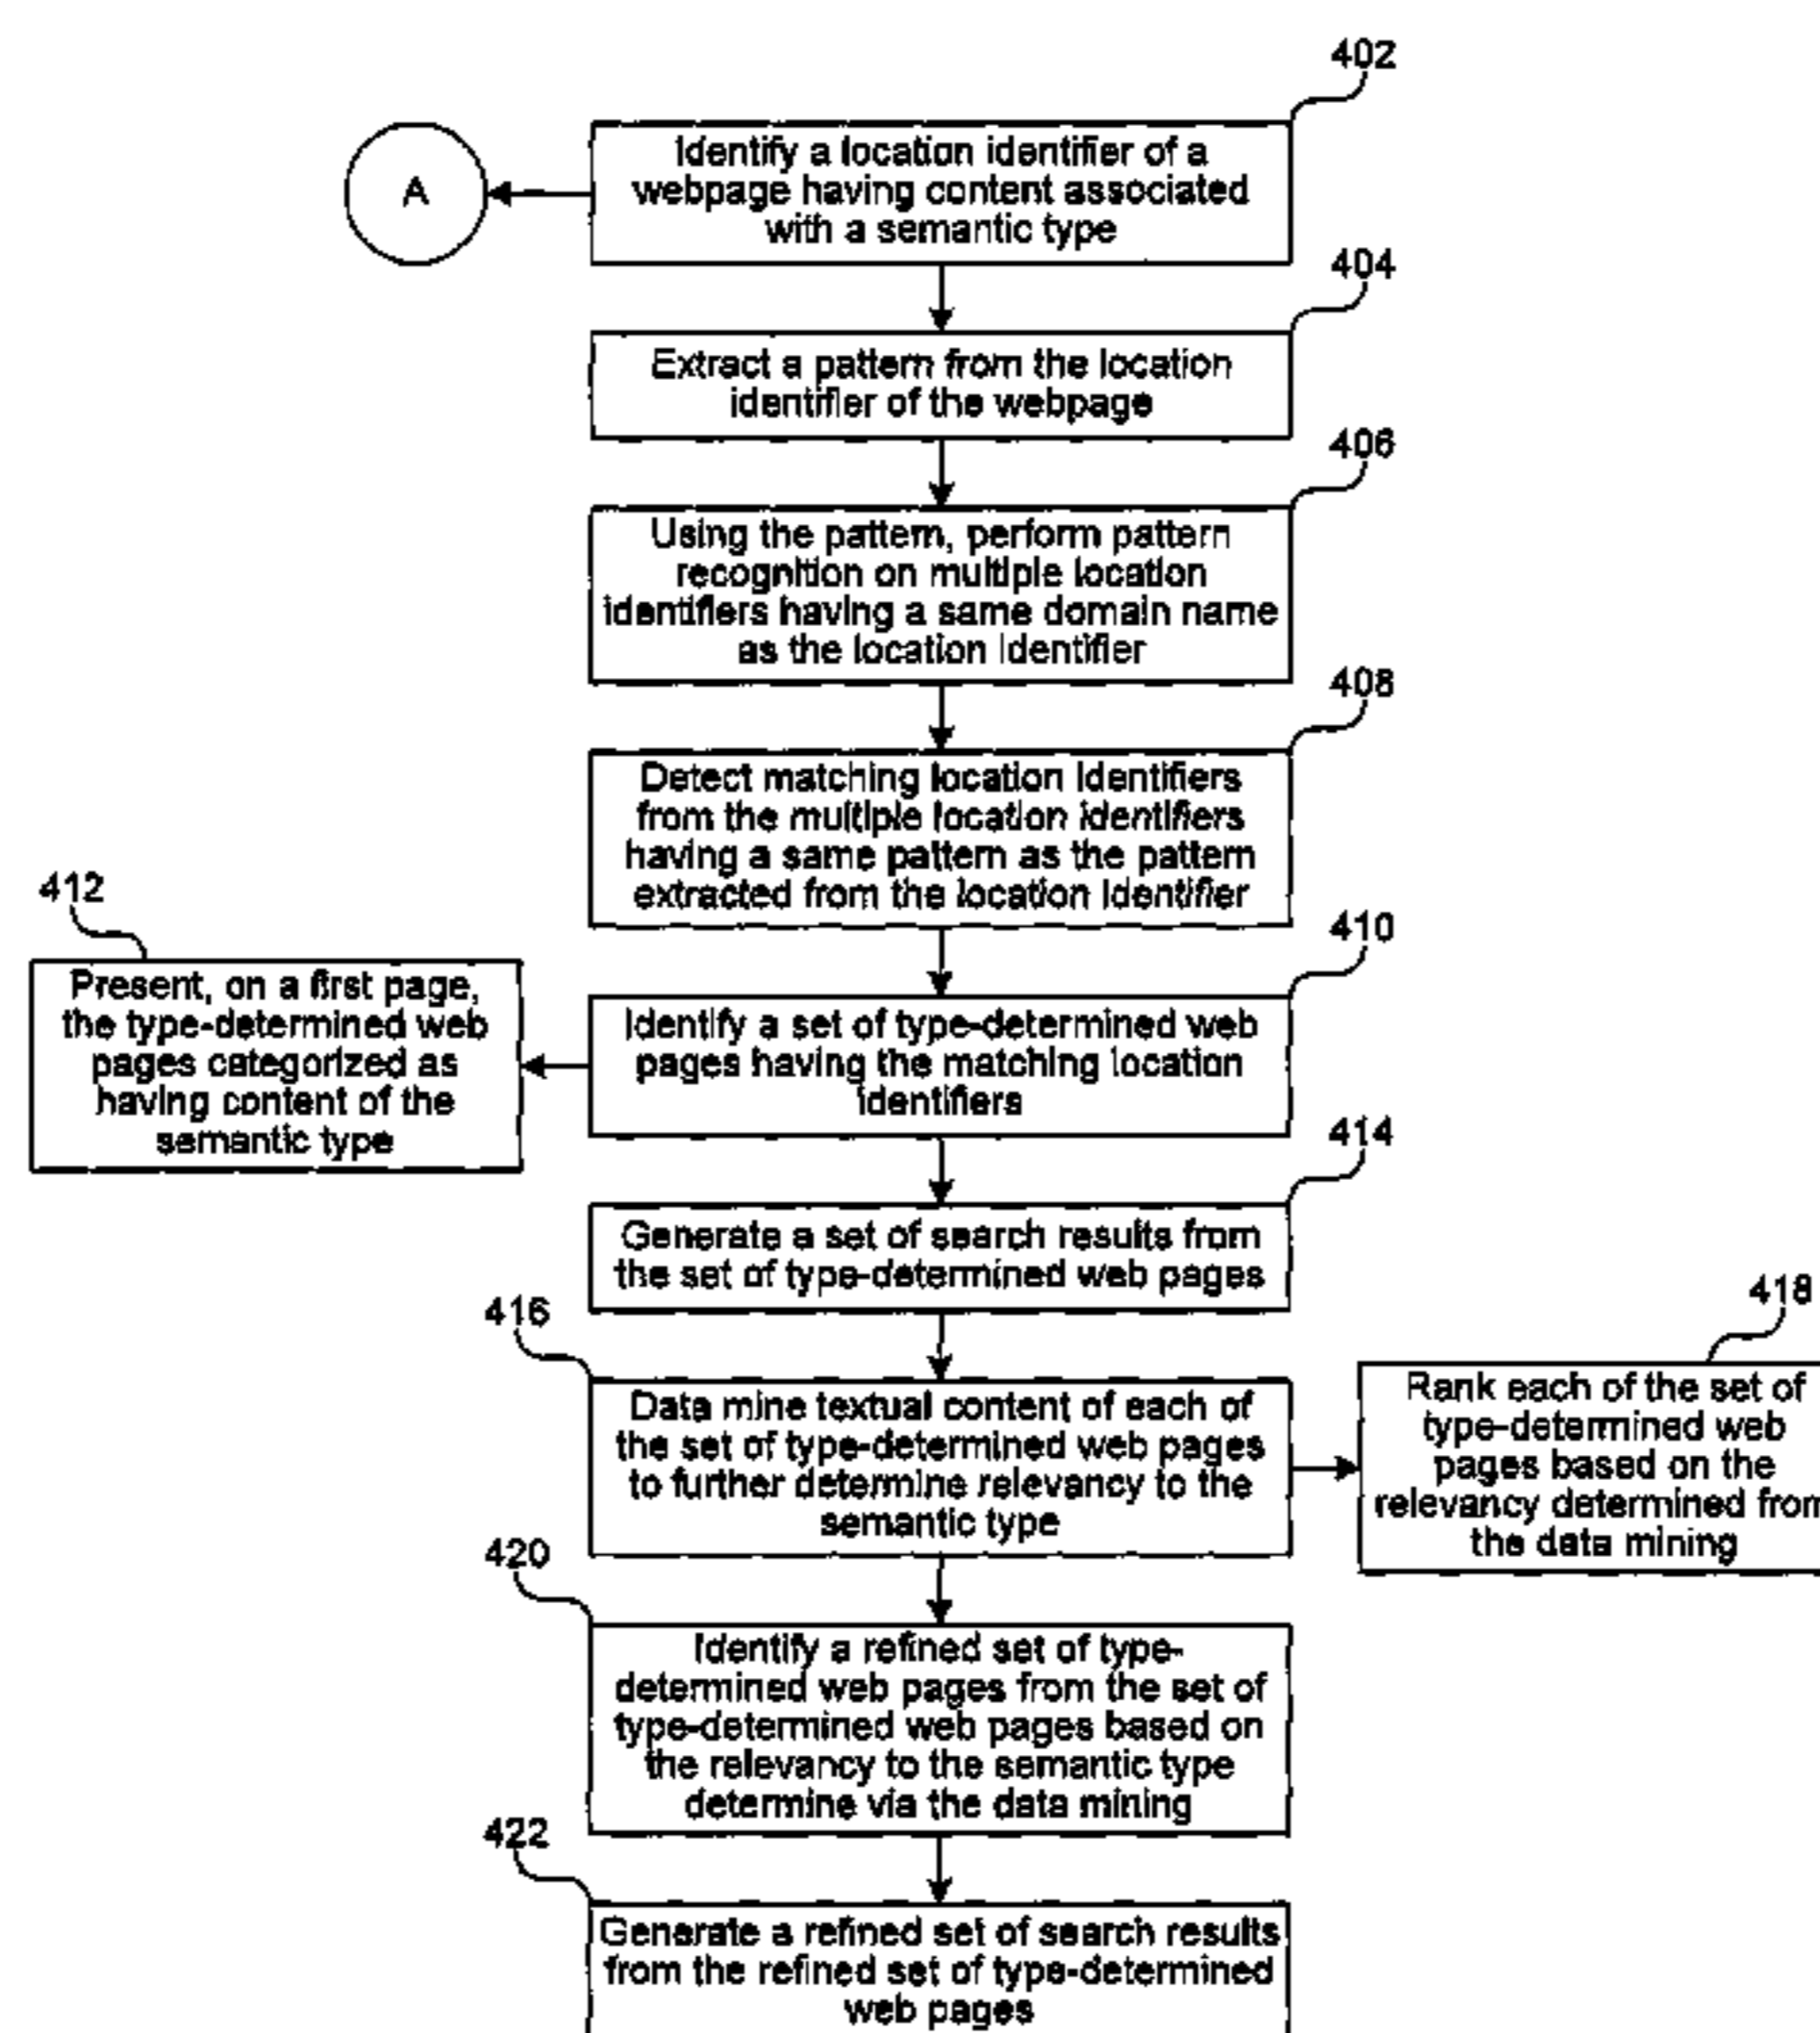 402
A
Identify a location identifier of a
webpage having content associated
with a semantic type
404
Extract a pattern from the location
identifier of the webpage
406
Using the pattern, perform pattern
recognition on multiple location
identifiers having a same domain name
as the location identifier
408
Detect matching location identifiers
from the multiple location identifiers
having a same pattern as the pattern
extracted from the location identifier
412
410
Present, on a first page,
the type-determined web
pages categorized as
having content of the
semantic type
Identify a set of type-determined web
pages having the matching location
identifiers
414
Generate a set of search results from
the set of type-determined web pages
416
418
Data mine textual content of each of
the set of type-determined web pages
to further determine relevancy to the
semantic type
Rank each of the set of
type-determined web
pages based on the
relevancy determined from
the data mining
420
Identify a refined set of type-
determined web pages from the set of
type-determined web pages based on
the relevancy to the semantic type
determine via the data mining
422
Generate a refined set of search results
from the refined set of type-determined
web pages